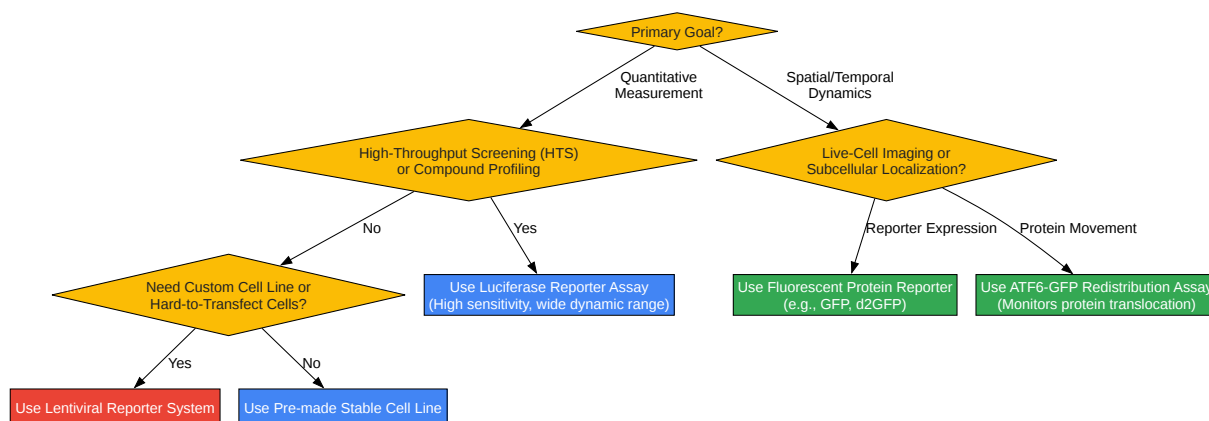 Primary Goal?
Quantitative
Measurement
Spatial/Temporal
Dynamics
High-Throughput Screening (HTS)
or Compound Profiling
Live-Cell Imaging or
Subcellular Localization?
No
Yes
Reporter Expression
Protein Movement
Need Custom Cell Line or
Hard-to-Transfect Cells?
Use Luciferase Reporter Assay
(High sensitivity, wide dynamic range)
Use Fluorescent Protein Reporter
(e.g., GFP, d2GFP)
Use ATF6-GFP Redistribution Assay
(Monitors protein translocation)
Yes
No
Use Lentiviral Reporter System
Use Pre-made Stable Cell Line